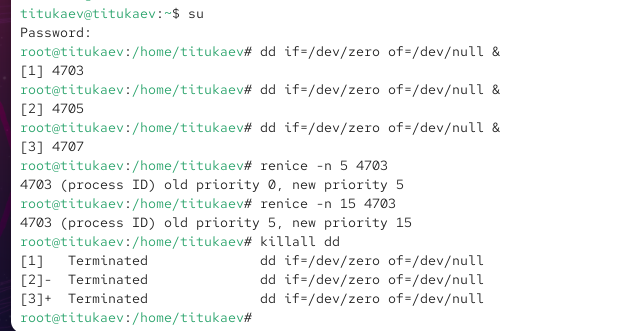 titukaev@titukaev:~$ su
Password:
root@titukaev:/home/titukaev# dd if=/dev/zero of=/dev/null &
[1] 4703
root@titukaev:/home/titukaev# dd if=/dev/zero of=/dev/null &
[2] 4705
root@titukaev:/home/titukaev# dd if=/dev/zero of=/dev/null &
[3] 4707
root@titukaev:/home/titukaev# renice -n 5 4703
4703 (process ID) old priority 0, new priority 5
root@titukaev:/home/titukaev# renice -n 15 4703
4703 (process ID) old priority 5, new priority 15
root@titukaev:/home/titukaev# killall dd
[1]   Terminated              dd if=/dev/zero of=/dev/null
[2]-  Terminated              dd if=/dev/zero of=/dev/null
[3]+  Terminated              dd if=/dev/zero of=/dev/null
root@titukaev:/home/titukaev#